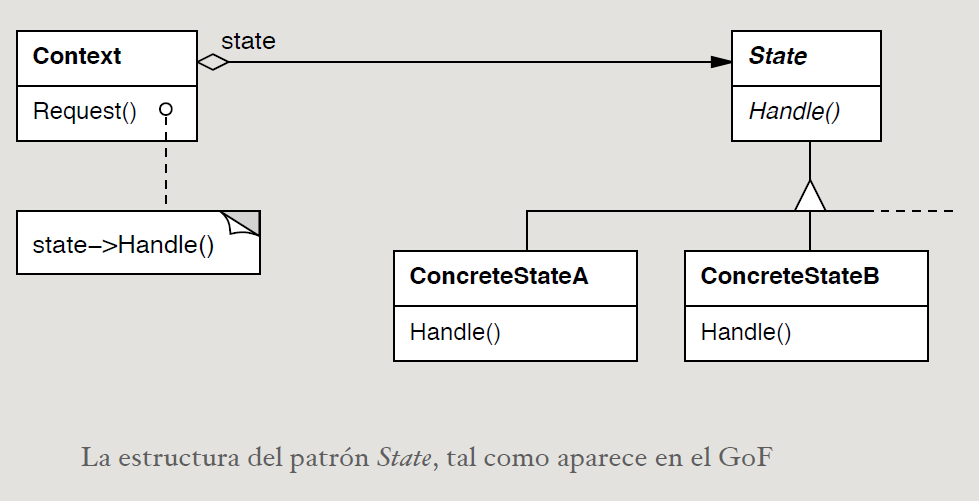 state
Context
State
Request()
Handle()
state–>Handle()
ConcreteStateA
ConcreteStateB
Handle()
Handle()
La estructura del patrón State, tal como aparece en el GoF